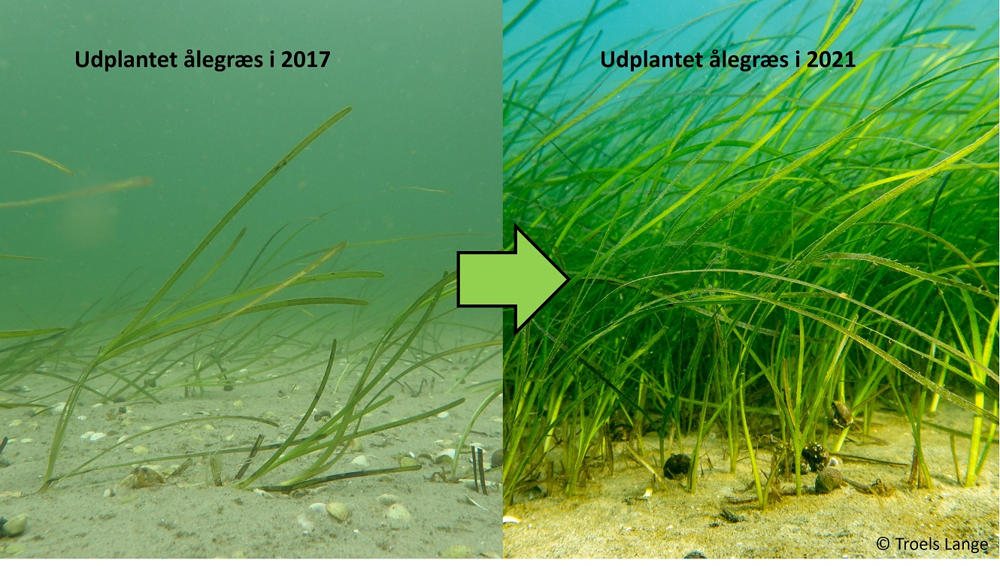 Udplantet ålegræs i 2017
Udplantet ålegræs i 2021
© Troels Lange